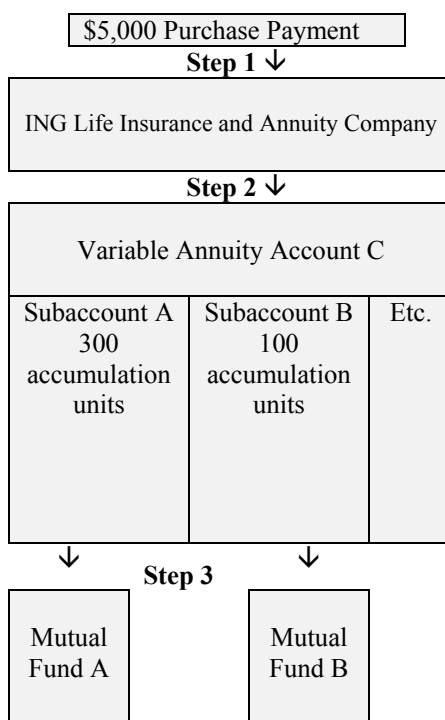 $5,000 Purchase Payment
Step 1 ↓
ING Life Insurance and Annuity Company
Step 2 ↓
Variable Annuity Account C
Subaccount A
300
accumulation
units
Subaccount B
100
accumulation
units
Etc.
↓ ↓
Step 3
Mutual
Fund A
Mutual
Fund B